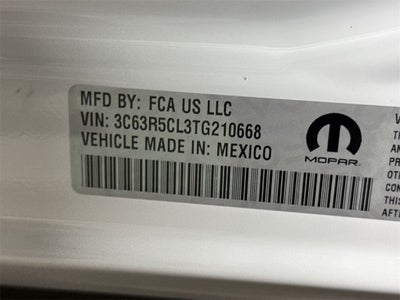 MFD BY: FCA US LLC
VIN: 3C63R5CL3TG210668
VEHICLE MADE IN: MEXICO
MOPAR